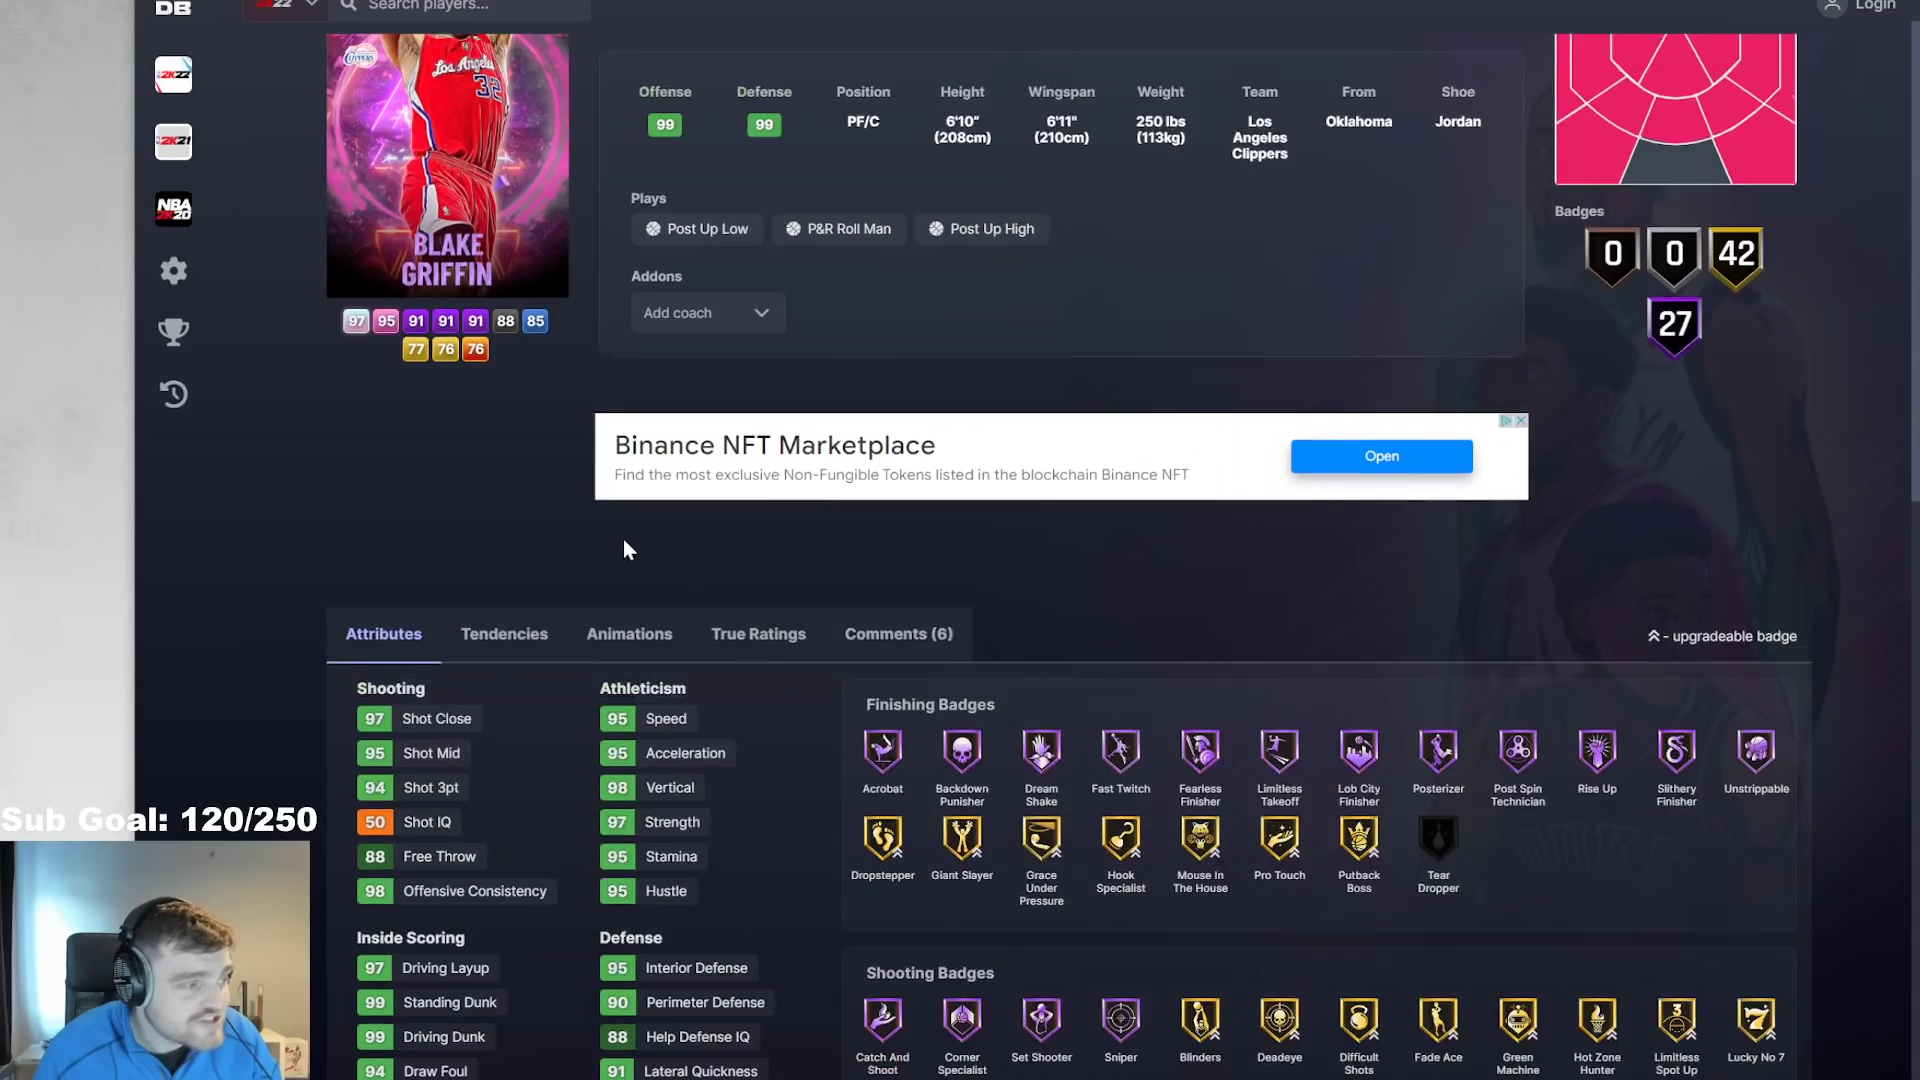 DB
2K22
Search players...
Login
2K22
2K21
NBA
2K20
CLIPPERS
Los Angeles
32
BLAKE
GRIFFIN
97 95 91 91 91 88 85
77 76 76
Offense Defense Position Height Wingspan Weight Team From Shoe
99 99 PF/C 6'10" (208cm) 6'11" (210cm) 250 lbs (113kg) Los Angeles Clippers Oklahoma Jordan
Plays
Post Up Low P&R Roll Man Post Up High
Addons
Add coach
Badges
0 0 42
27
Binance NFT Marketplace
Find the most exclusive Non-Fungible Tokens listed in the blockchain Binance NFT
Open
Attributes Tendencies Animations True Ratings Comments (6)
- upgradeable badge
Shooting
97 Shot Close
95 Shot Mid
94 Shot 3pt
50 Shot IQ
88 Free Throw
98 Offensive Consistency
Inside Scoring
97 Driving Layup
99 Standing Dunk
99 Driving Dunk
94 Draw Foul
Athleticism
95 Speed
95 Acceleration
98 Vertical
97 Strength
95 Stamina
95 Hustle
Defense
95 Interior Defense
90 Perimeter Defense
88 Help Defense IQ
91 Lateral Quickness
Finishing Badges
Acrobat Backdown Punisher Dream Shake Fast Twitch Fearless Finisher Limitless Takeoff Lob City Finisher Posterizer Post Spin Technician Rise Up Slithery Finisher Unstrippable
Dropstepper Giant Slayer Grace Under Pressure Hook Specialist Mouse In The House Pro Touch Putback Boss Tear Dropper
Shooting Badges
Catch And Shoot Corner Specialist Set Shooter Sniper Blinders Deadeye Difficult Shots Fade Ace Green Machine Hot Zone Hunter Limitless Spot Up Lucky No 7
Sub Goal: 120/250